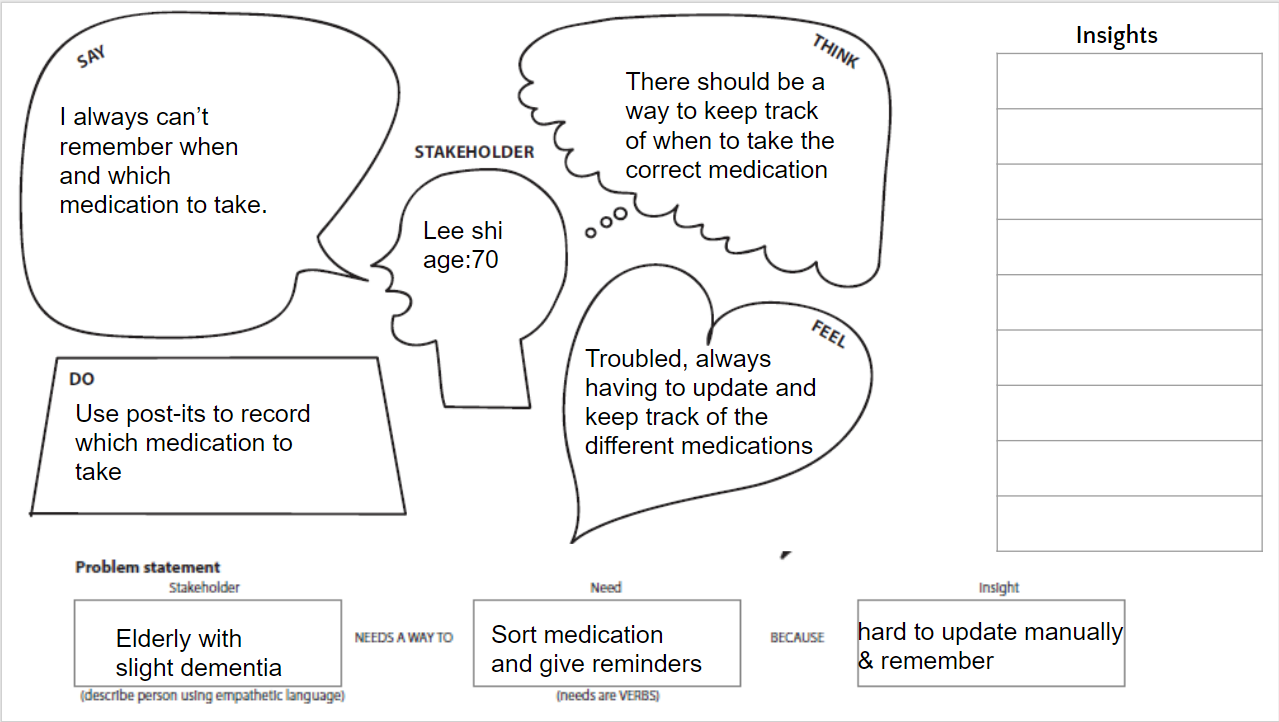 SAY
I always can’t
remember when
and which
medication to take.
STAKEHOLDER
Lee shi
age:70
THINK
There should be a
way to keep track
of when to take the
correct medication
DO
Use post-its to record
which medication to
take
FEEL
Troubled, always
having to update and
keep track of the
different medications
Insights
Problem statement
Stakeholder
Elderly with
slight dementia
(describe person using empathetic language)
NEEDS A WAY TO
Need
Sort medication
and give reminders
(needs are VERBS)
BECAUSE
Insight
hard to update manually
& remember